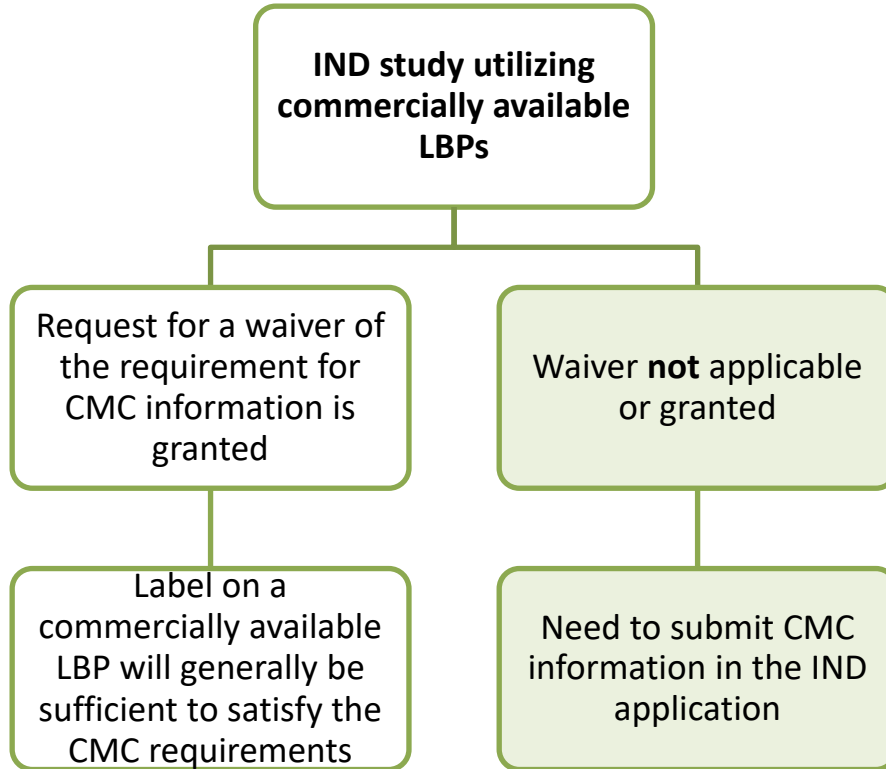 IND study utilizing
commercially available
LBPs
Request for a waiver of
the requirement for
CMC information is
granted
Waiver not applicable
or granted
Label on a
commercially available
LBP will generally be
sufficient to satisfy the
CMC requirements
Need to submit CMC
information in the IND
application